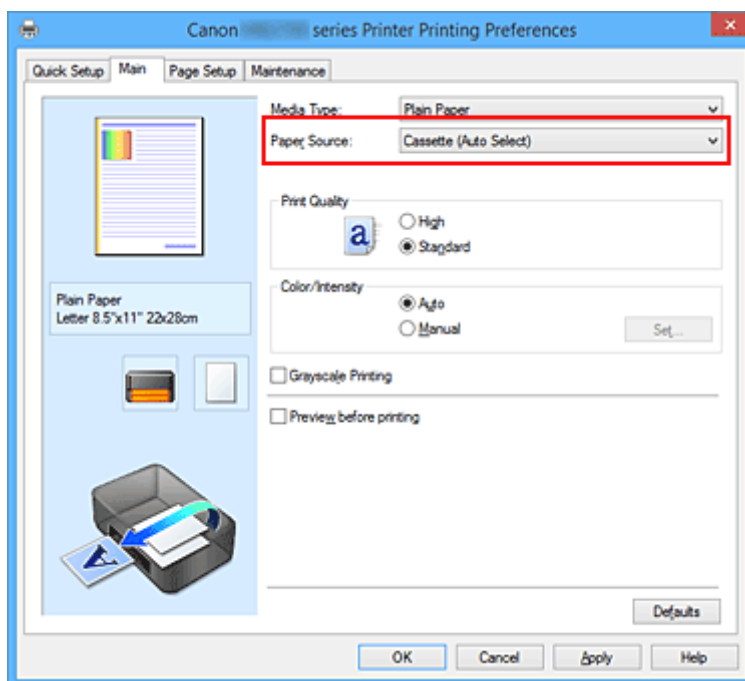 Canon series Printer Printing Preferences
Quick Setup Main Page Setup Maintenance
Media Type: Plain Paper
Paper Source: Cassette (Auto Select)
Print Quality
a
High
Standard
Plain Paper
Letter 8.5"x11" 22x28cm
Color/Intensity
Auto
Manual
Set...
Grayscale Printing
Preview before printing
A
Defaults
OK Cancel Apply Help